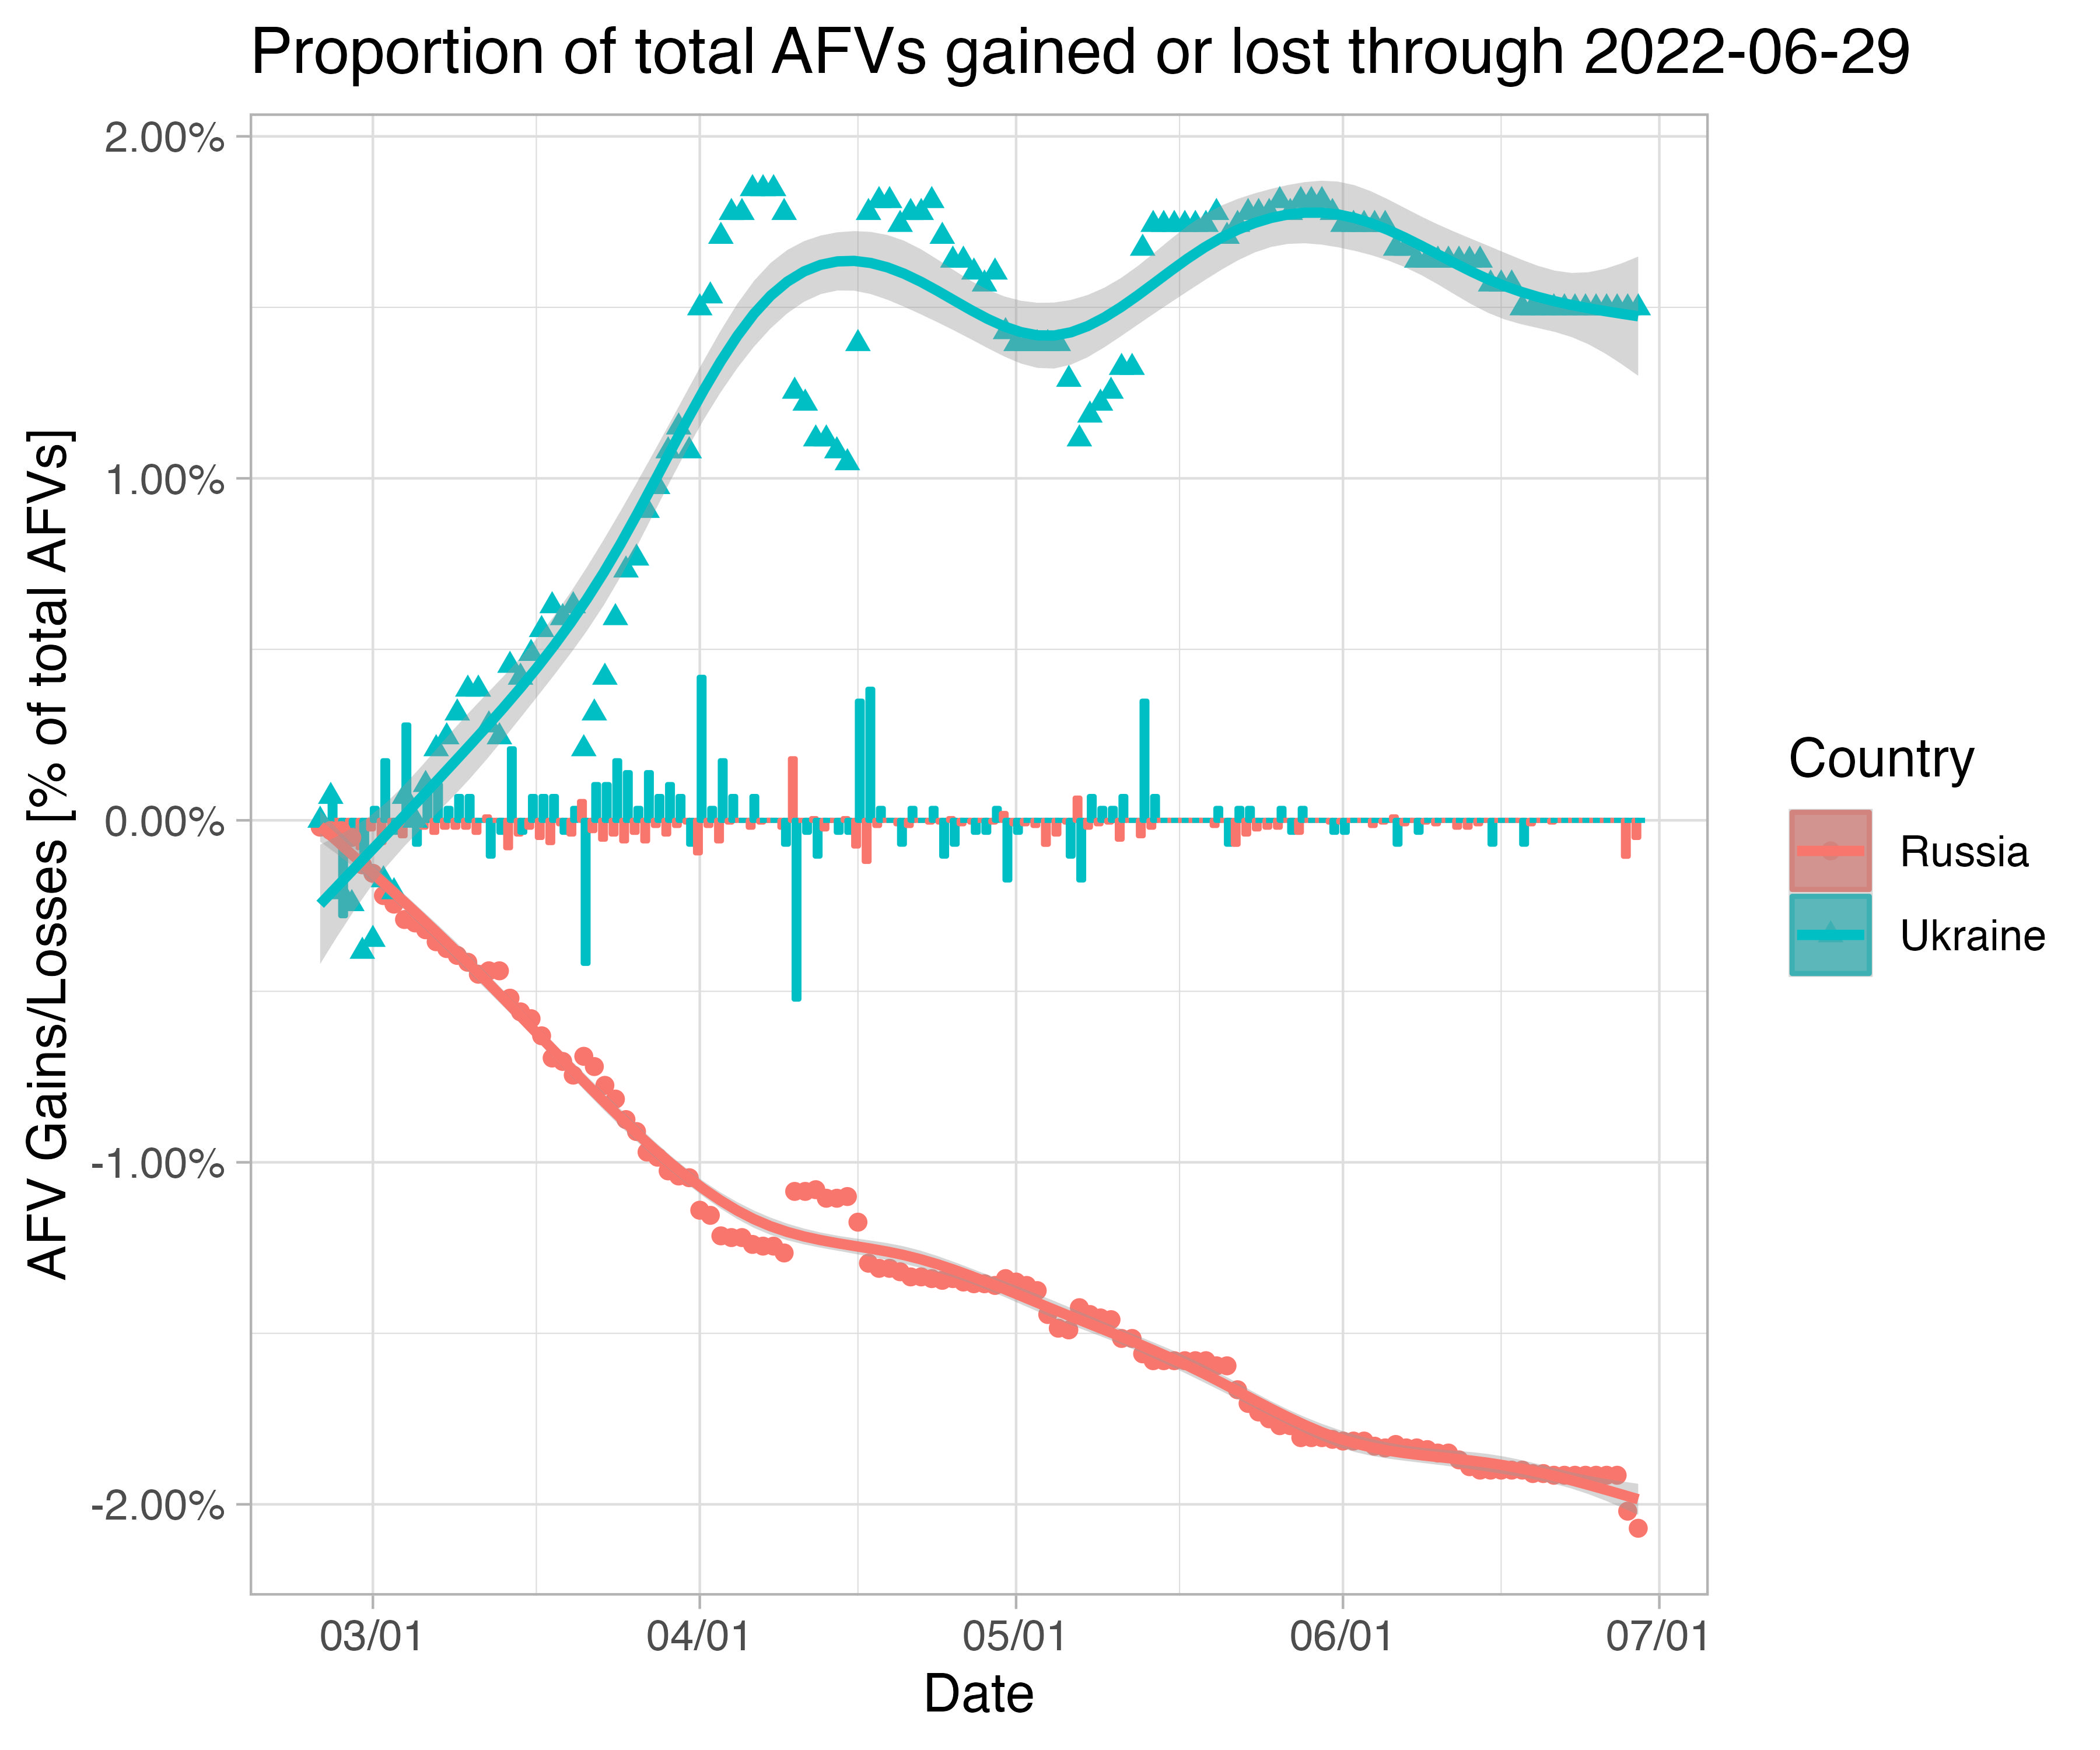 Proportion of total AFVs gained or lost through 2022-06-29
AFV Gains/Losses [% of total AFVs]
2.00%
1.00%
0.00%
-1.00%
-2.00%
03/01
04/01
05/01
06/01
07/01
Date
Country
Russia
Ukraine